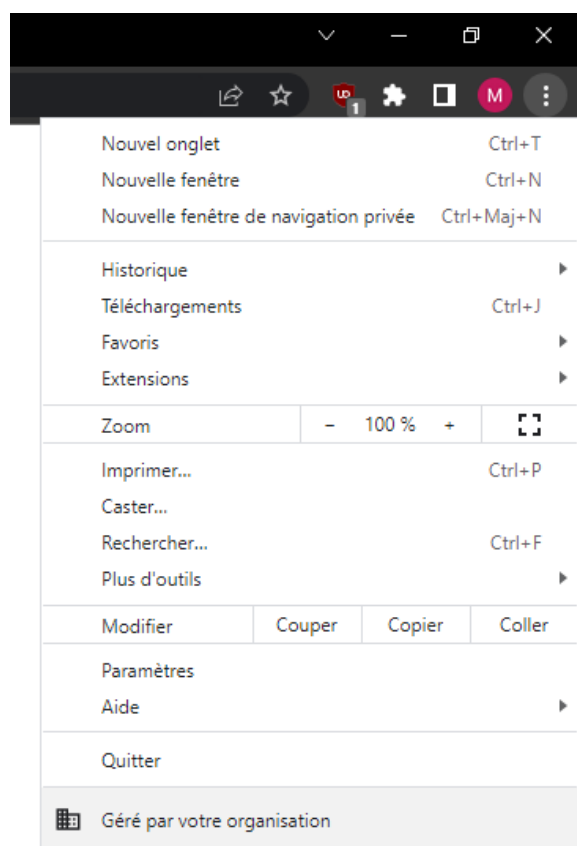 1
M
Nouvel onglet Ctrl+T
Nouvelle fenêtre Ctrl+N
Nouvelle fenêtre de navigation privée Ctrl+Maj+N
Historique
Téléchargements Ctrl+J
Favoris
Extensions
Zoom - 100 % +
Imprimer... Ctrl+P
Caster...
Rechercher... Ctrl+F
Plus d'outils
Modifier Couper Copier Coller
Paramètres
Aide
Quitter
Géré par votre organisation